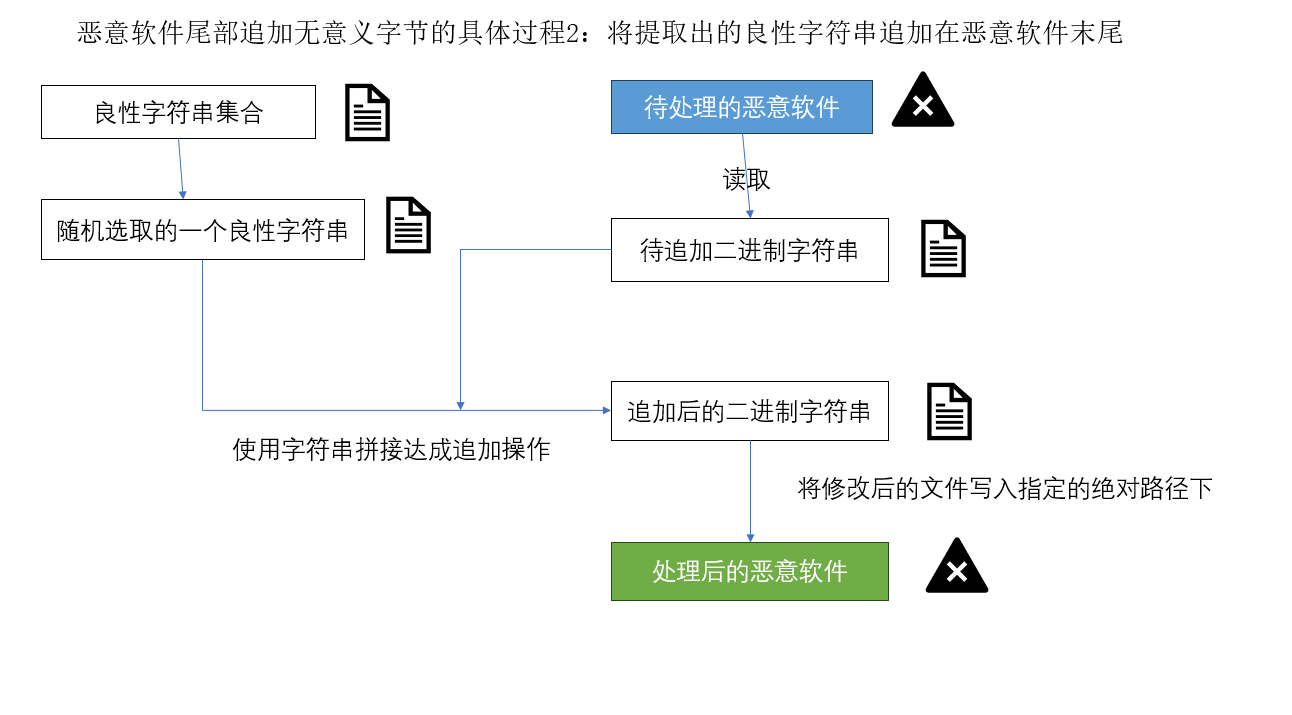 恶意软件尾部追加无意义字节的具体过程2：将提取出的良性字符串追加在恶意软件末尾
良性字符串集合
待处理的恶意软件
读取
随机选取的一个良性字符串
待追加二进制字符串
追加后的二进制字符串
使用字符串拼接达成追加操作
将修改后的文件写入指定的绝对路径下
处理后的恶意软件